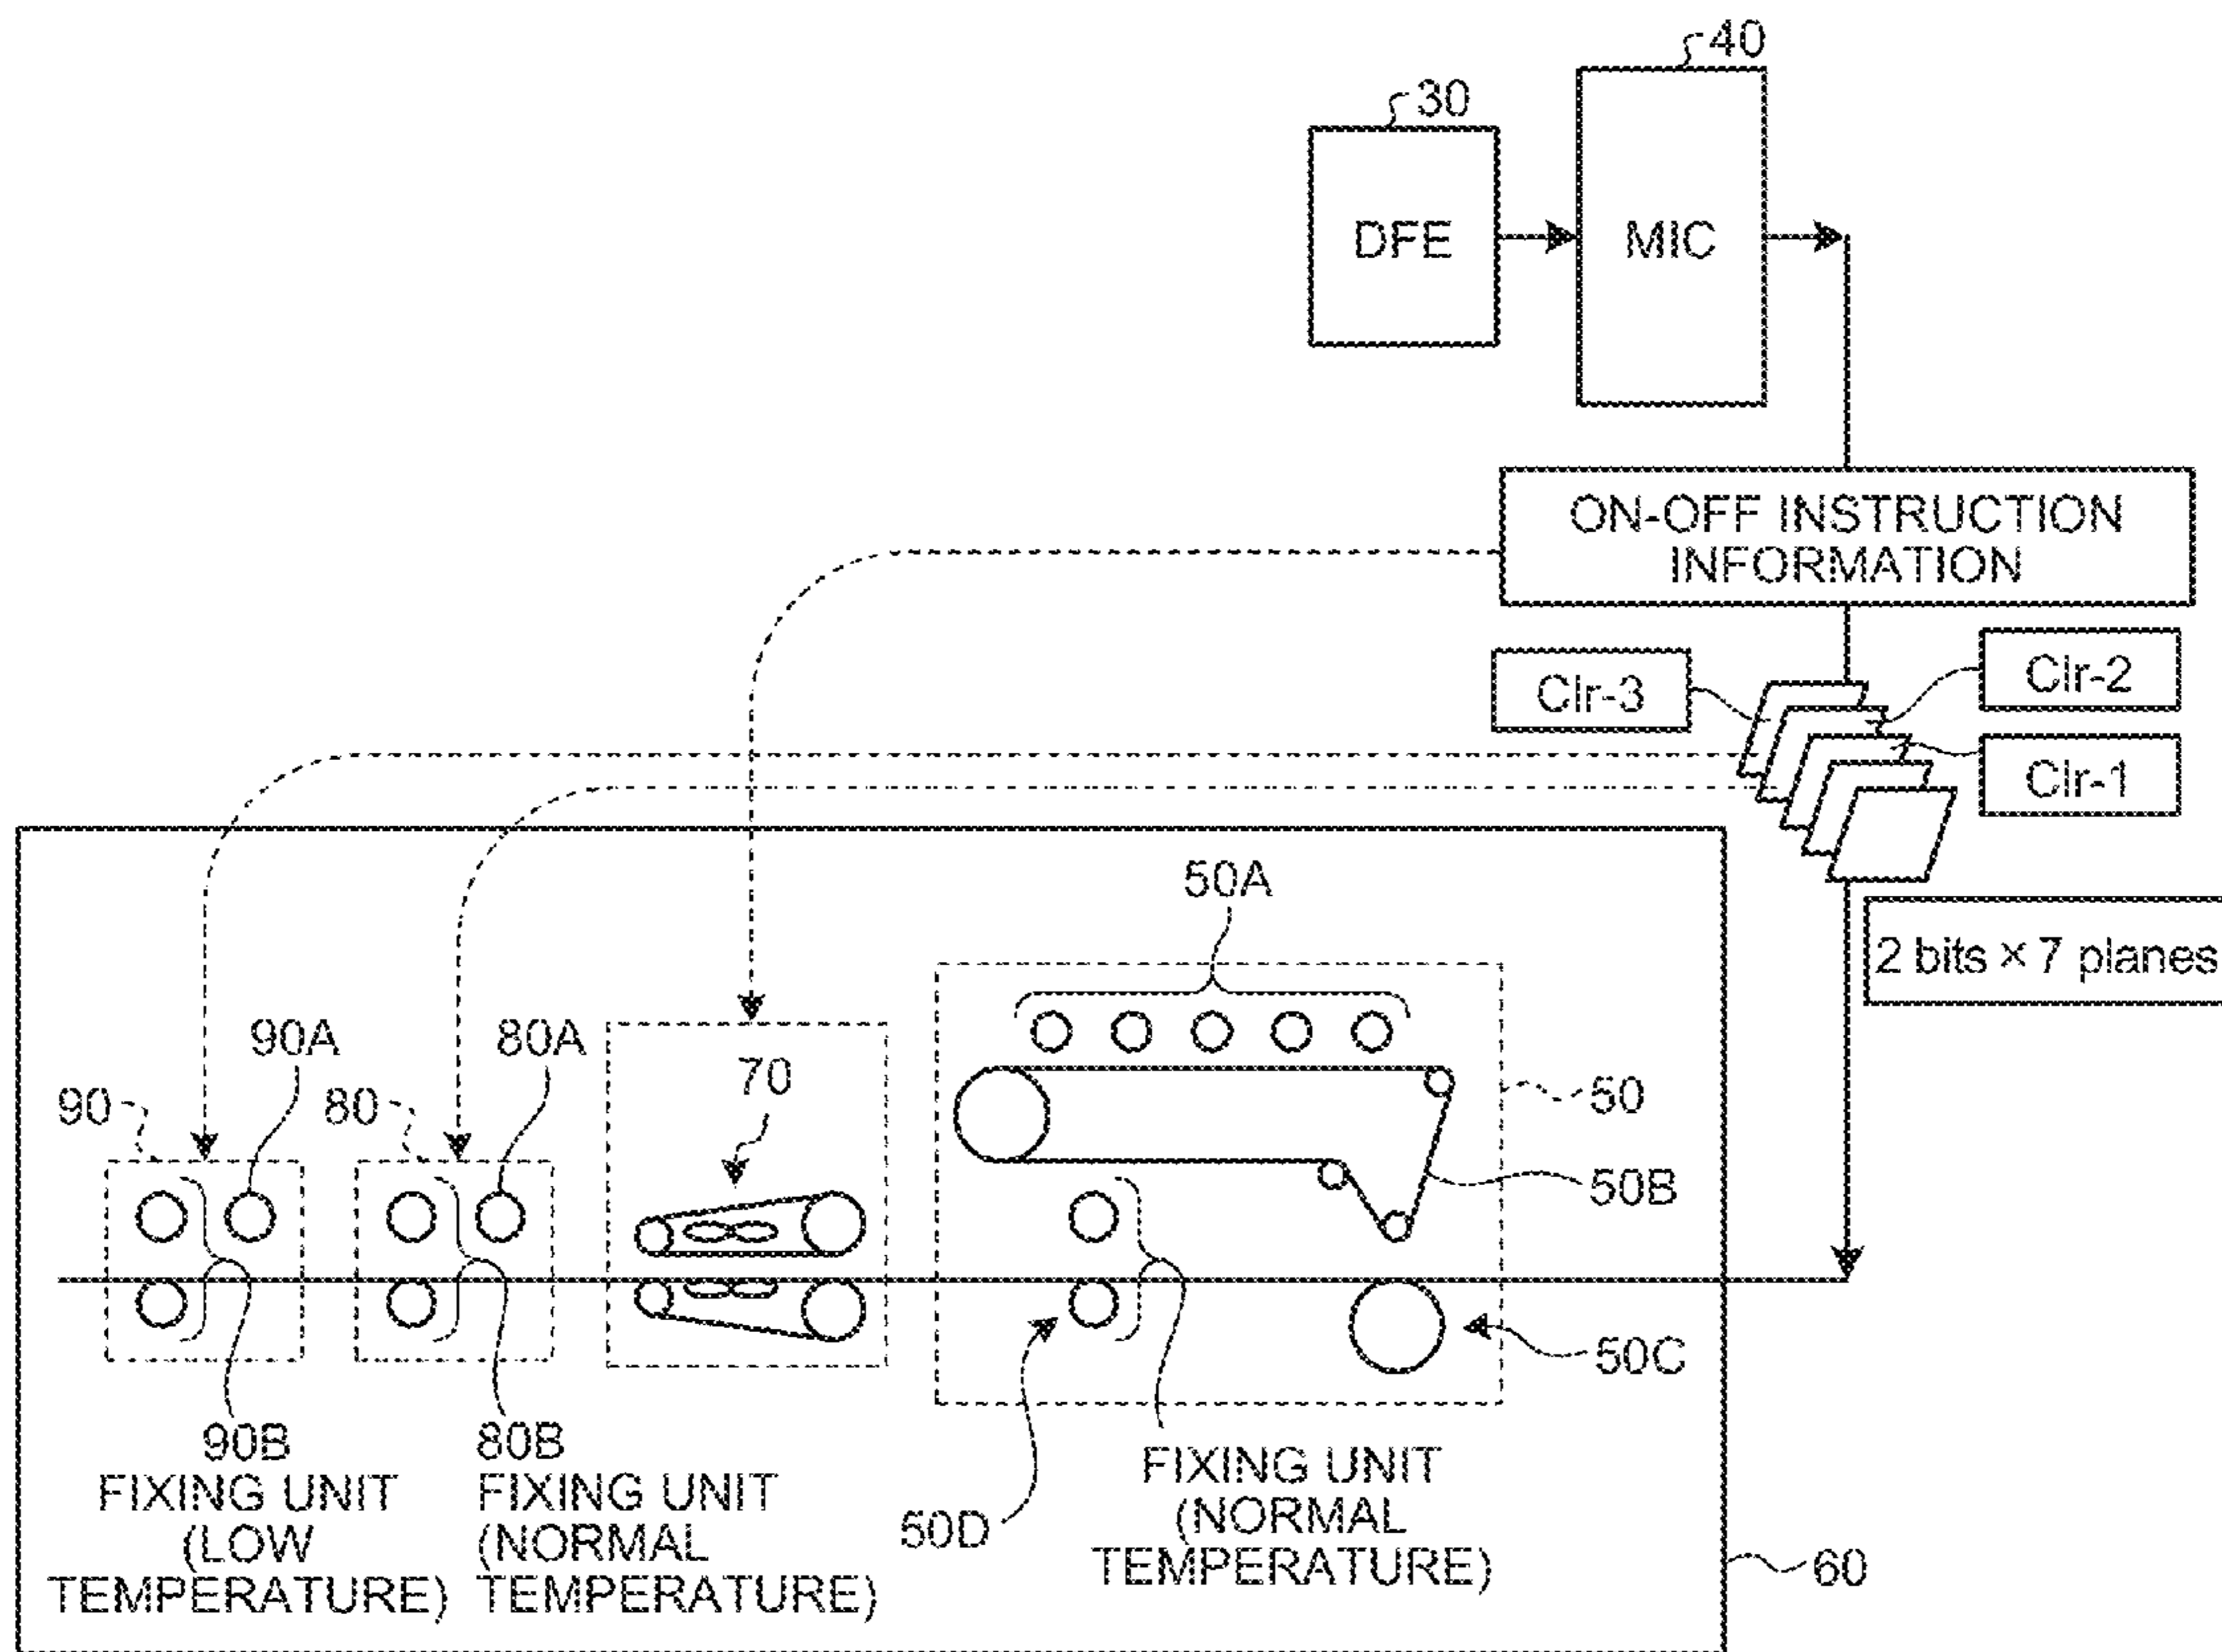 40
30
DFE
MIC
ON-OFF INSTRUCTION
INFORMATION
Clr-3
Clr-2
Clr-1
2 bits × 7 planes
50A
90A
80A
70
90
80
50
50B
50C
50D
90B
FIXING UNIT
(LOW
TEMPERATURE)
80B
FIXING UNIT
(NORMAL
TEMPERATURE)
FIXING UNIT
(NORMAL
TEMPERATURE)
60